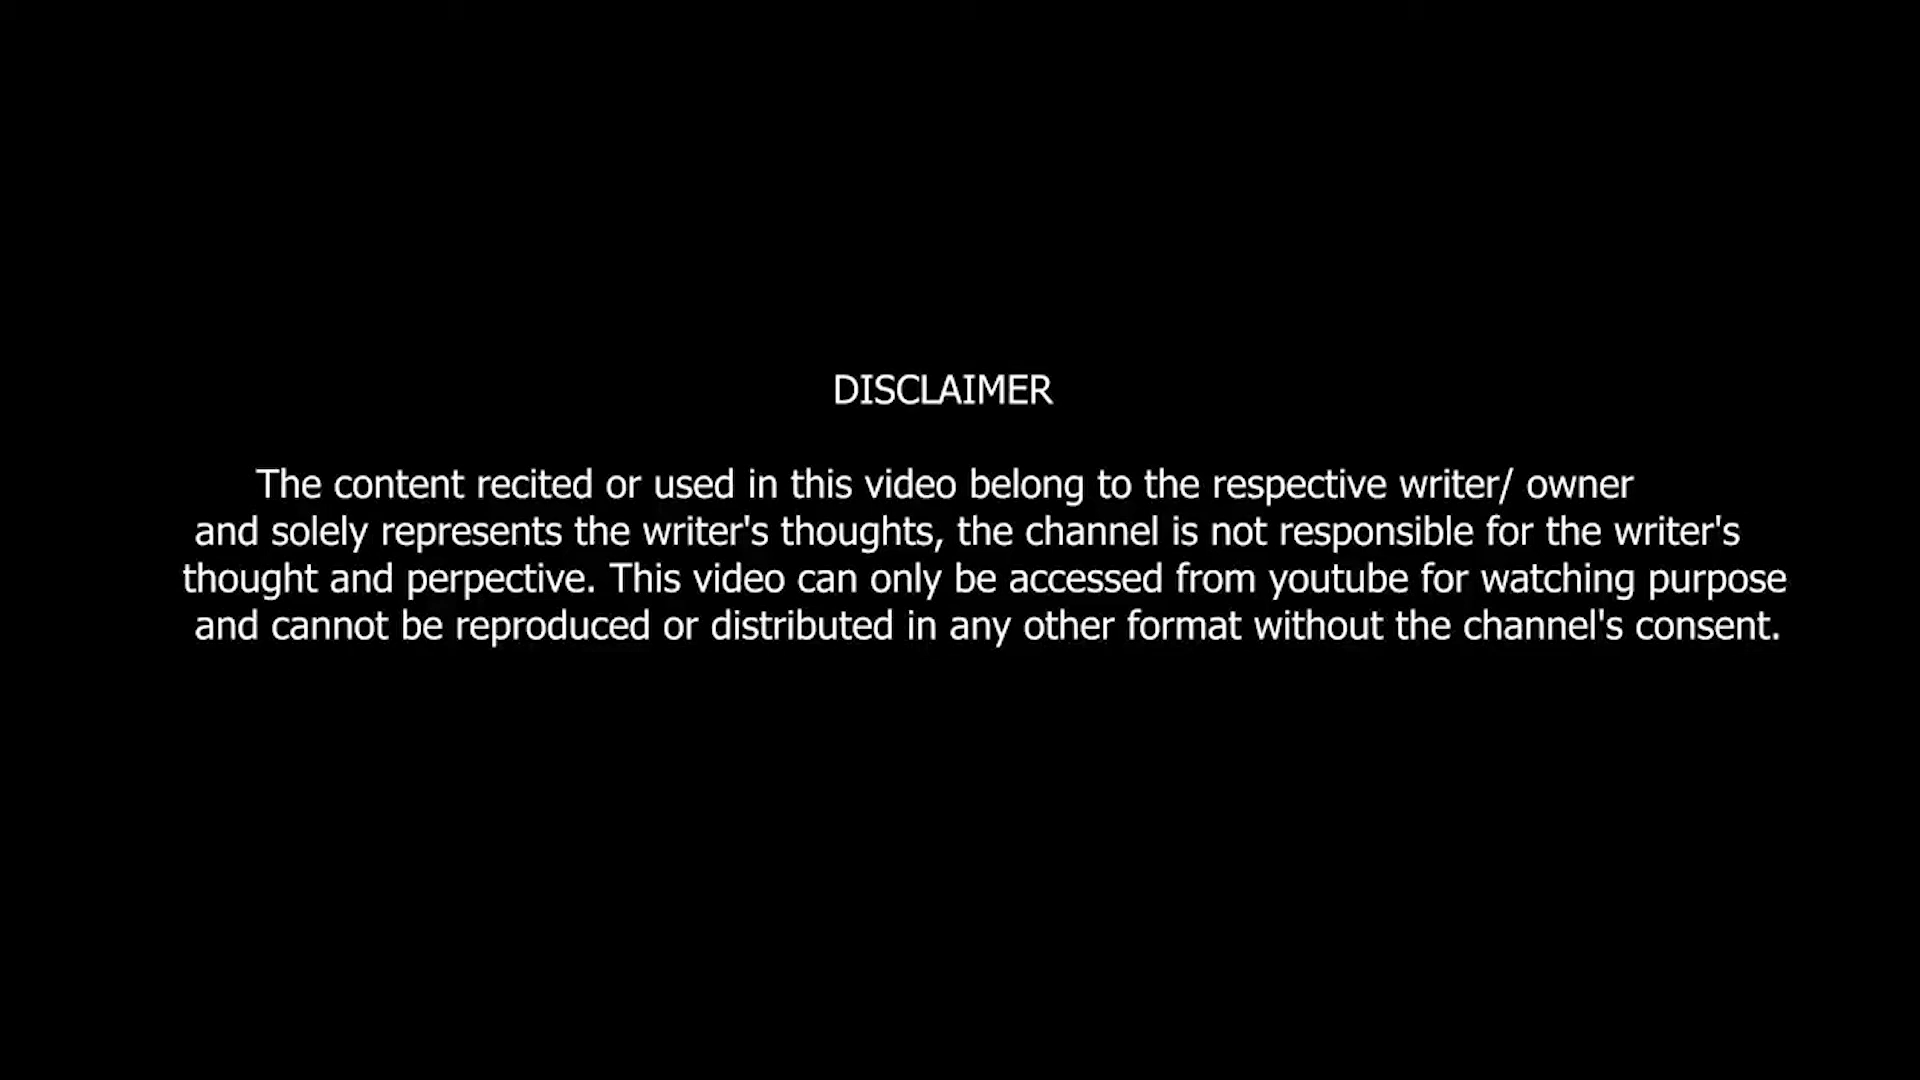 DISCLAIMER
The content recited or used in this video belong to the respective writer/ owner
and solely represents the writer's thoughts, the channel is not responsible for the writer's
thought and perpective. This video can only be accessed from youtube for watching purpose
and cannot be reproduced or distributed in any other format without the channel's consent.